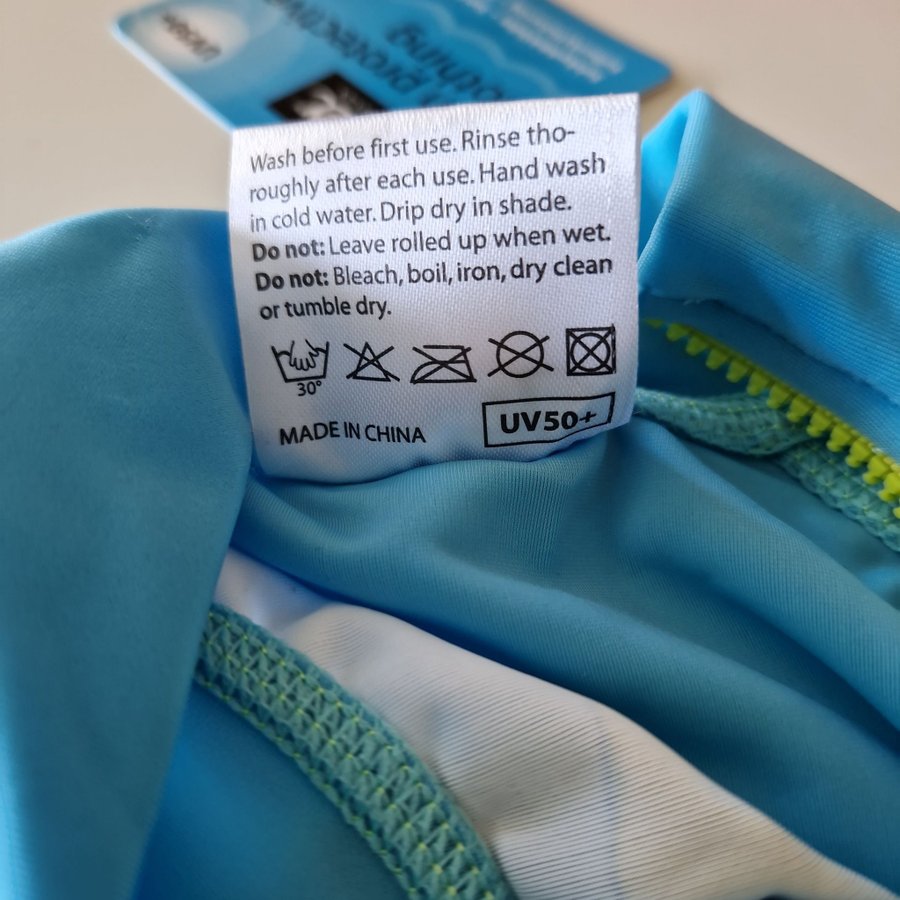 Wash before first use. Rinse tho-
roughly after each use. Hand wash
in cold water. Drip dry in shade.
Do not: Leave rolled up when wet.
Do not: Bleach, boil, iron, dry clean
or tumble dry.
30°
MADE IN CHINA
UV50+